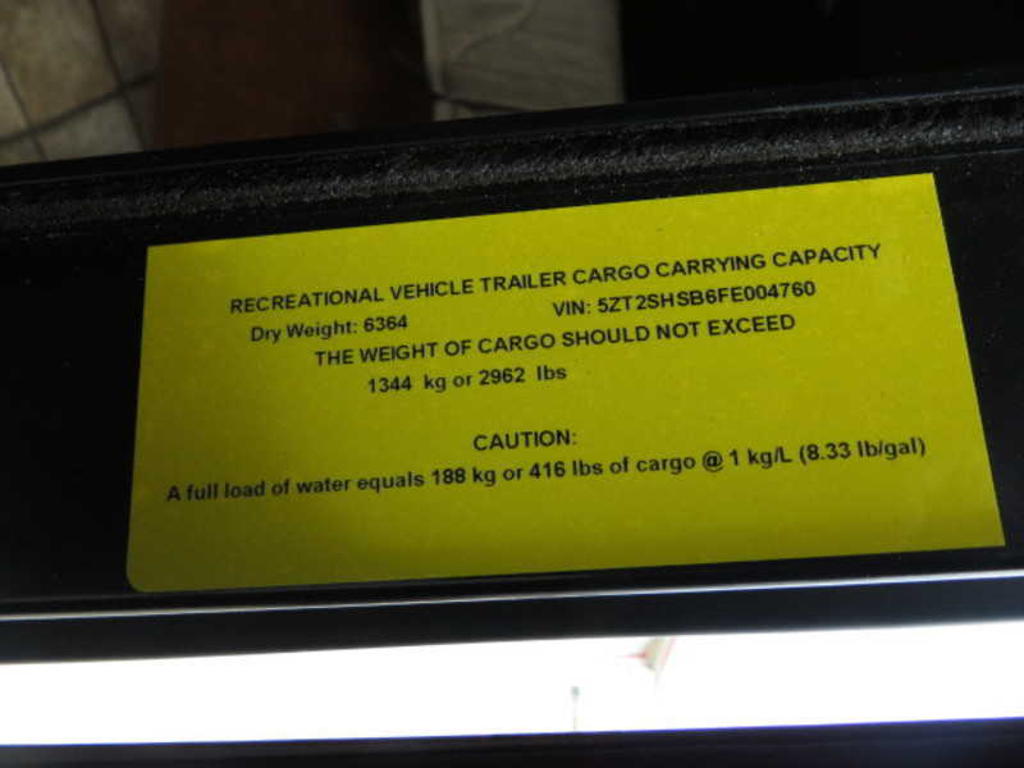 RECREATIONAL VEHICLE TRAILER CARGO CARRYING CAPACITY
Dry Weight: 6364 VIN: 5ZT2SHSB6FE004760
THE WEIGHT OF CARGO SHOULD NOT EXCEED
1344 kg or 2962 lbs
CAUTION:
A full load of water equals 188 kg or 416 lbs of cargo @ 1 kg/L (8.33 lb/gal)